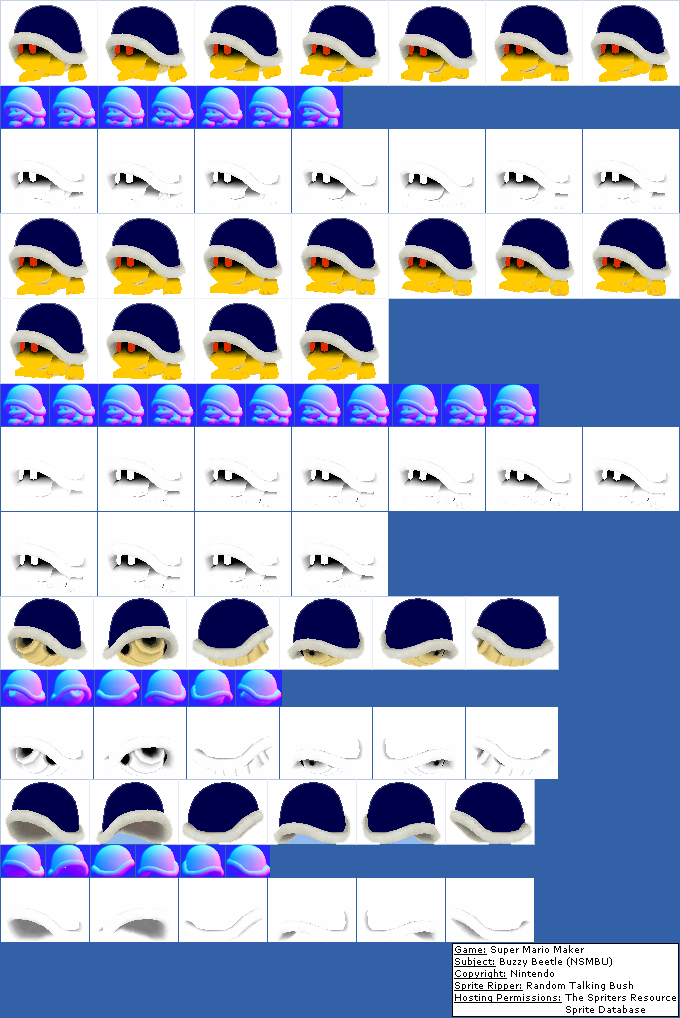 Game: Super Mario Maker
Subject: Buzzy Beetle (NSMBU)
Copyright: Nintendo
Sprite Ripper: Random Talking Bush
Hosting Permissions: The Spriters Resource
Sprite Database